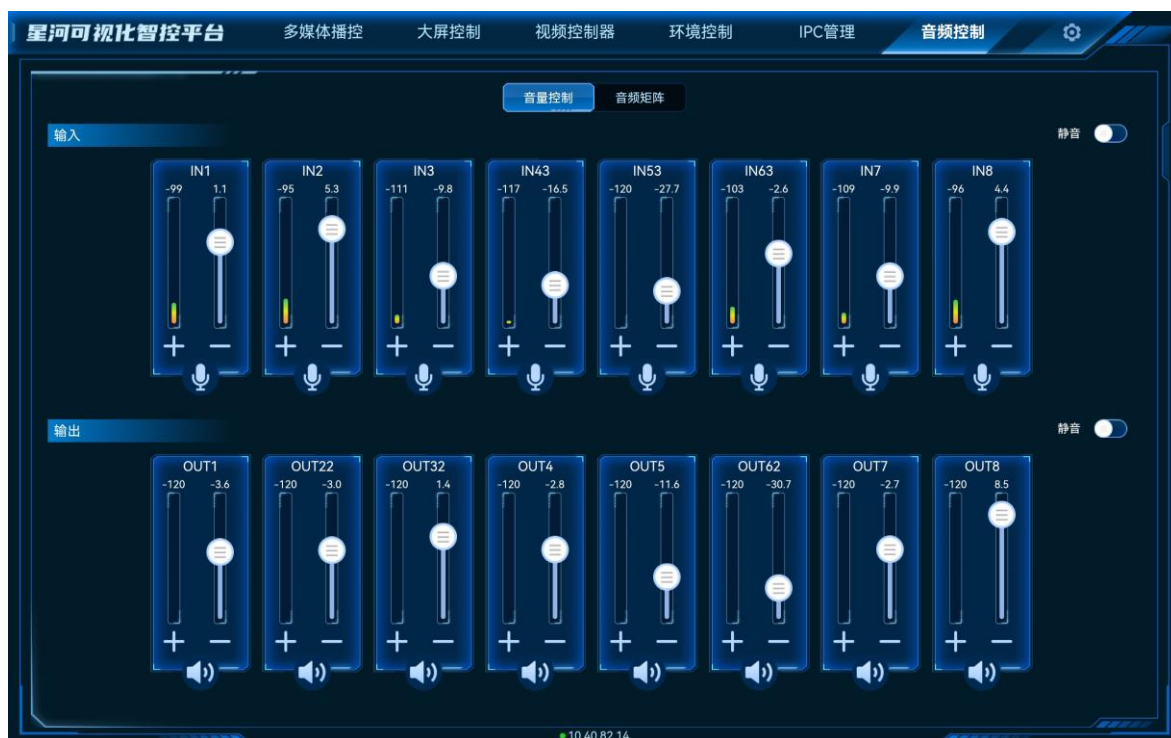 星河可视化智控平台 多媒体播控 大屏控制 视频控制器 环境控制 IPC管理 音频控制
音量控制 音频矩阵
输入 静音
IN1 IN2 IN3 IN43 IN53 IN63 IN7 IN8
-99 1.1 -95 5.3 -111 -9.8 -117 -16.5 -120 -27.7 -103 -2.6 -109 -9.9 -96 4.4
输出 静音
OUT1 OUT22 OUT32 OUT4 OUT5 OUT62 OUT7 OUT8
-120 -3.6 -120 -3.0 -120 1.4 -120 -2.8 -120 -11.6 -120 -30.7 -120 -2.7 -120 8.5
10.40.82.14